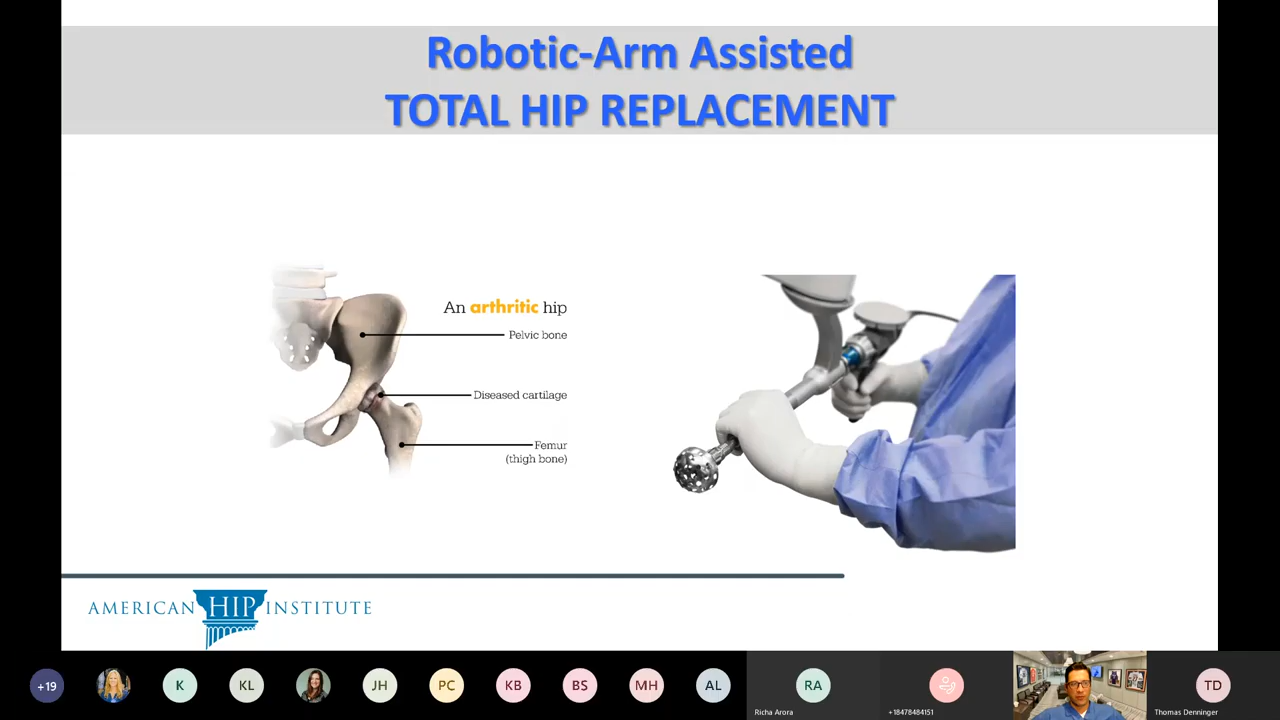 Robotic-Arm Assisted
TOTAL HIP REPLACEMENT
An arthritic hip
Pelvic bone
Diseased cartilage
Femur
(thigh bone)
AMERICAN HIP INSTITUTE
+19
K
KL
JH
PC
KB
BS
MH
AL
RA
TD
Richa Arora
+18478484151
Thomas Denninger